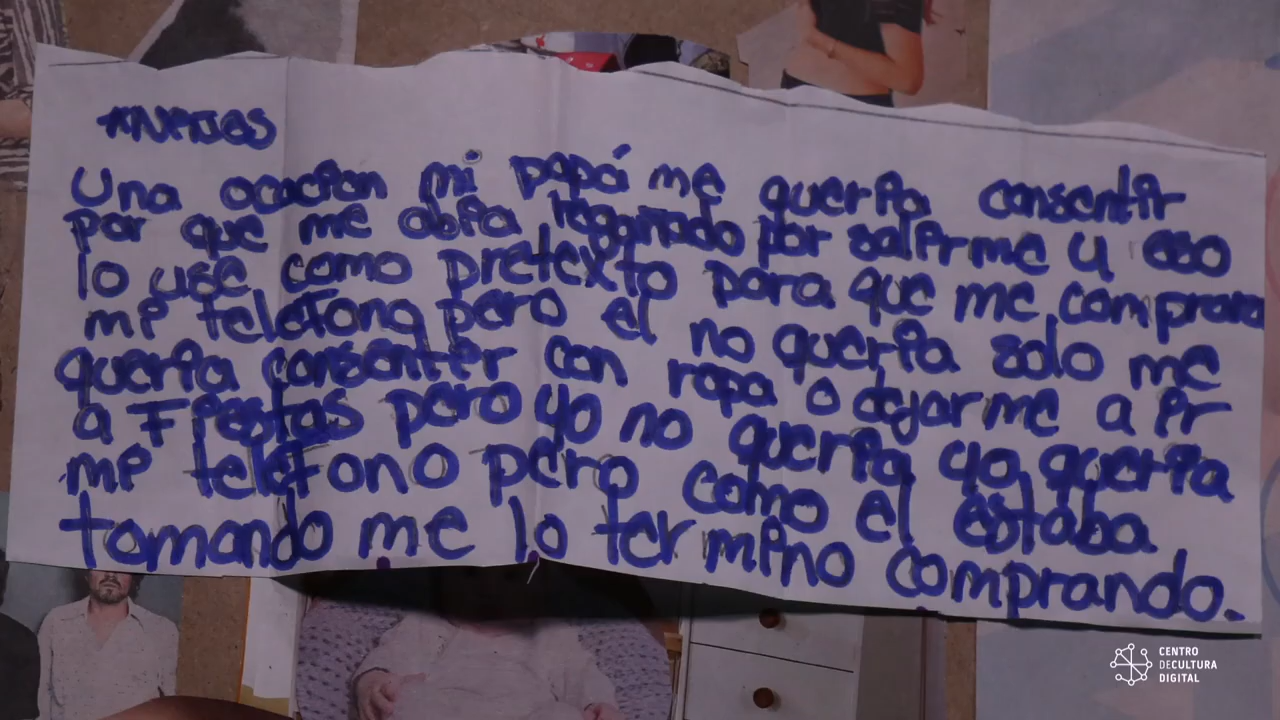 Una ocacion mi papá me queria consentir
por que me abia regañado por salirme y eso
lo use como pretexto para que me comprara
mi telefono pero el no queria solo me
queria consentir con ropa o dejarme a ir
a Fiestas pero yo no queria yo queria
mi telefono pero como el estaba
tomando me lo termino comprando.
CENTRO
DECULTURA
DIGITAL